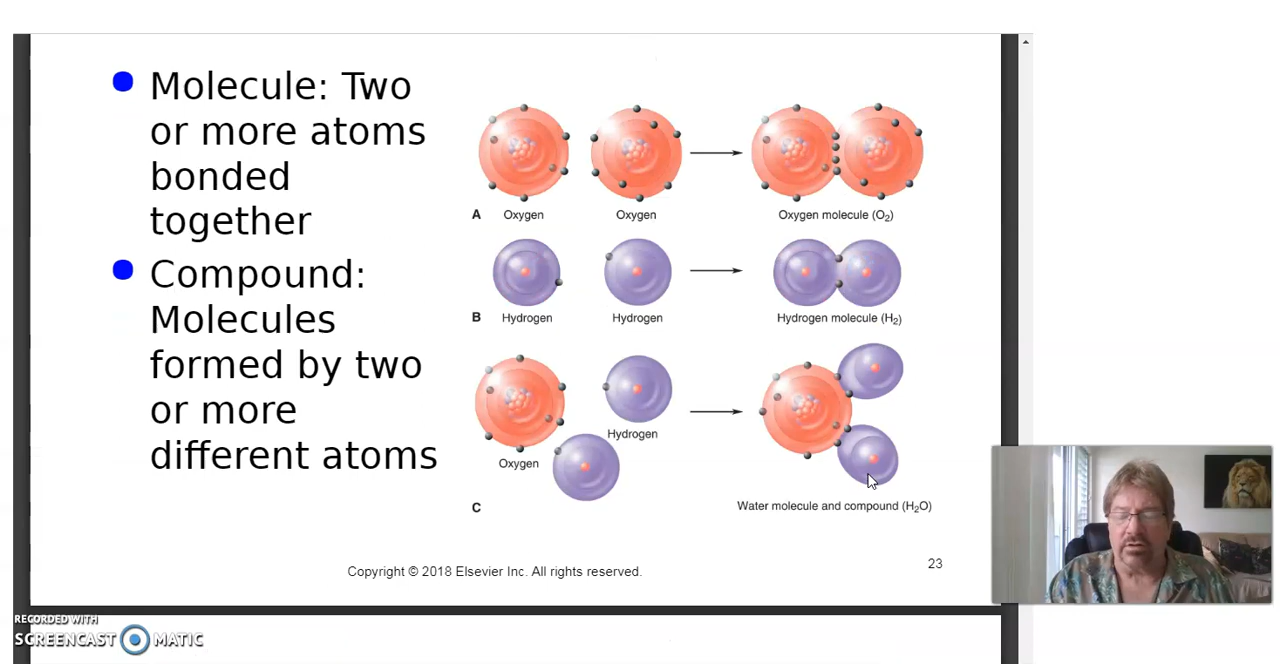 Molecule: Two
or more atoms
bonded
together
Compound:
Molecules
formed by two
or more
different atoms
A Oxygen Oxygen Oxygen molecule (O₂)
B Hydrogen Hydrogen Hydrogen molecule (H₂)
Hydrogen
Oxygen
C Water molecule and compound (H₂O)
Copyright © 2018 Elsevier Inc. All rights reserved.
23
RECORDED WITH
SCREENCAST MATIC